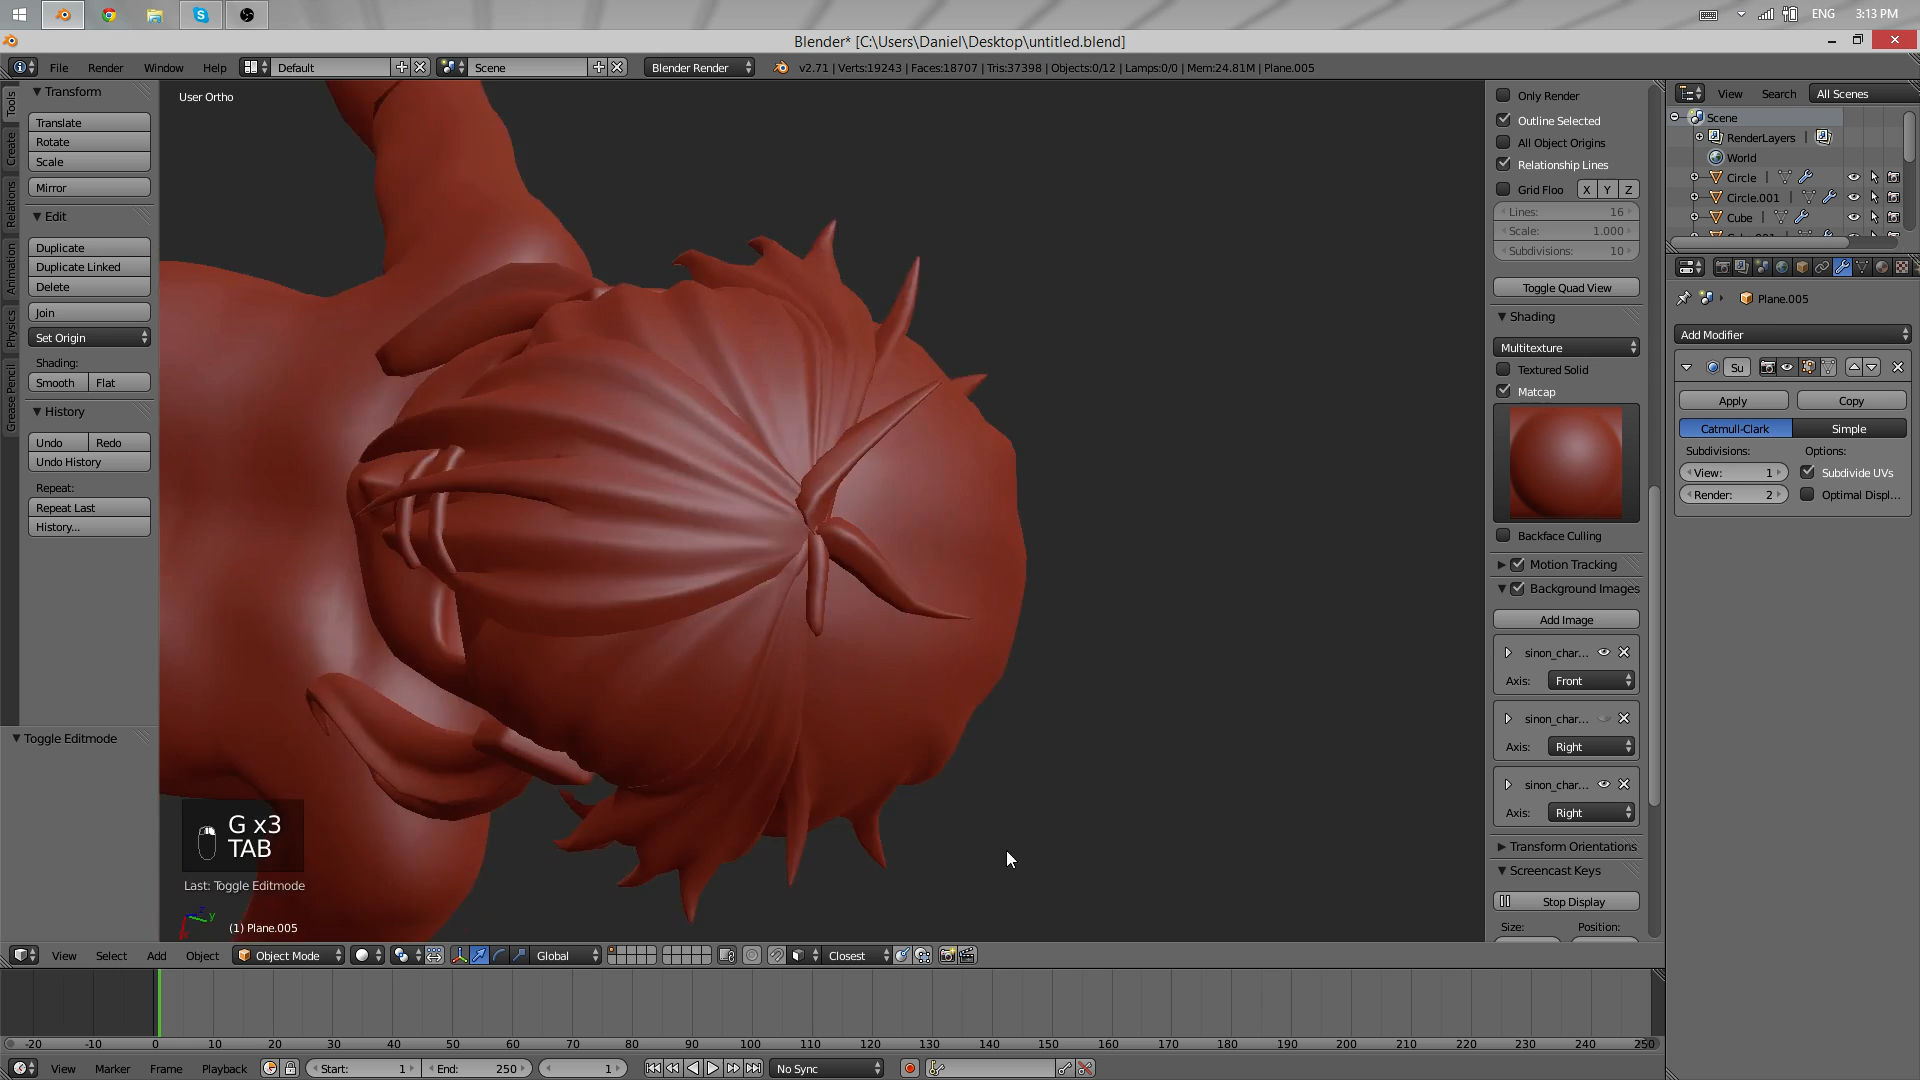 ENG
3:13 PM
Blender* [C:\Users\Daniel\Desktop\untitled.blend]
File Render Window Help Default Scene Blender Render v2.71 | Verts:19243 | Faces:18707 | Tris:37398 | Objects:0/12 | Lamps:0/0 | Mem:24.81M | Plane.005
Tools
Create
Relations
Animation
Physics
Grease Pencil
Transform
Translate
Rotate
Scale
Mirror
Edit
Duplicate
Duplicate Linked
Delete
Join
Set Origin
Shading:
Smooth Flat
History
Undo Redo
Undo History
Repeat:
Repeat Last
History...
Toggle Editmode
User Ortho
G x3
TAB
Last: Toggle Editmode
z y
(1) Plane.005
Only Render
Outline Selected
All Object Origins
Relationship Lines
Grid Floo X Y Z
Lines: 16
Scale: 1.000
Subdivisions: 10
Toggle Quad View
Shading
Multitexture
Textured Solid
Matcap
Backface Culling
Motion Tracking
Background Images
Add Image
sinon_char...
Axis: Front
sinon_char...
Axis: Right
sinon_char...
Axis: Right
Transform Orientations
Screencast Keys
Stop Display
Size: Position:
View Search All Scenes
Scene
RenderLayers |
World
Circle |
Circle.001 |
Cube |
Plane.005
Add Modifier
Su
Apply Copy
Catmull-Clark Simple
Subdivisions: Options:
View: 1 Subdivide UVs
Render: 2 Optimal Displ...
View Select Add Object Object Mode Global Closest
-20 -10 0 10 20 30 40 50 60 70 80 90 100 110 120 130 140 150 160 170 180 190 200 210 220 230 240 250
View Marker Frame Playback Start: 1 End: 250 1 No Sync